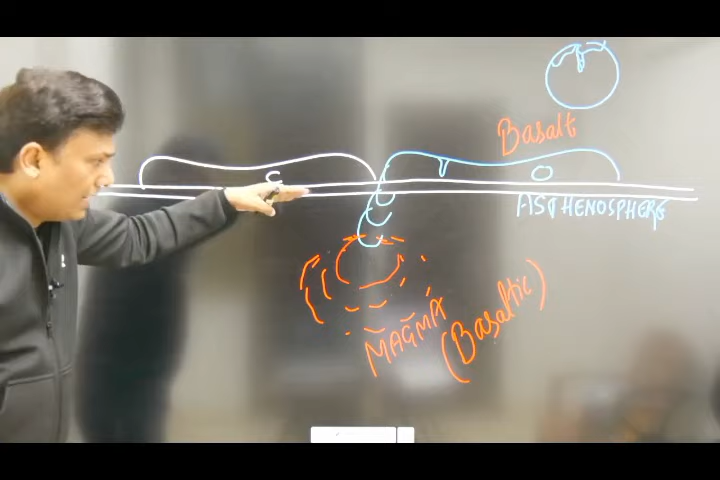 Basalt
C
O
ASTHENOSPHERE
MAGMA
(Basaltic)